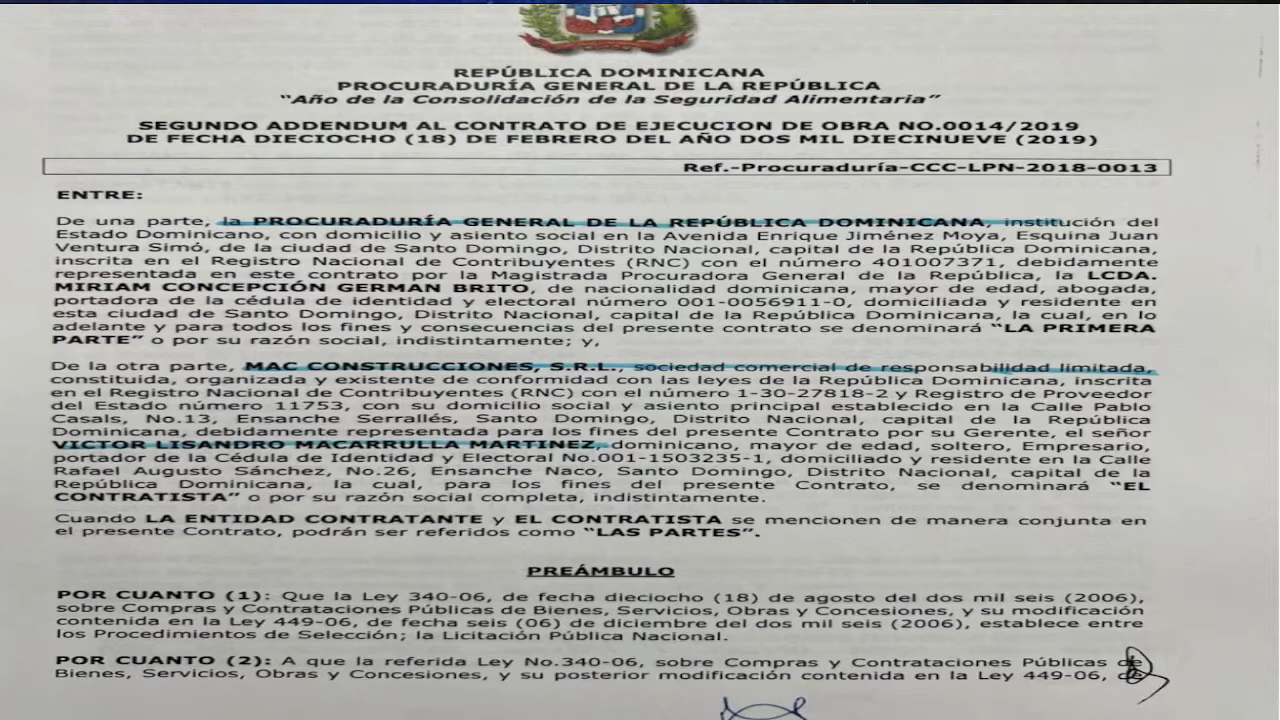 REPÚBLICA DOMINICANA
PROCURADURÍA GENERAL DE LA REPÚBLICA
"Año de la Consolidación de la Seguridad Alimentaria"
SEGUNDO ADDENDUM AL CONTRATO DE EJECUCION DE OBRA NO.0014/2019
DE FECHA DIECIOCHO (18) DE FEBRERO DEL AÑO DOS MIL DIECINUEVE (2019)
Ref.-Procuraduría-CCC-LPN-2018-0013
ENTRE:
De una parte, la PROCURADURÍA GENERAL DE LA REPÚBLICA DOMINICANA, institución del
Estado Dominicano, con domicilio y asiento social en la Avenida Enrique Jiménez Moya, Esquina Juan
Ventura Simó, de la ciudad de Santo Domingo, Distrito Nacional, capital de la República Dominicana,
inscrita en el Registro Nacional de Contribuyentes (RNC) con el número 401007371, debidamente
representada en este contrato por la Magistrada Procuradora General de la República, la LCDA.
MIRIAM CONCEPCIÓN GERMAN BRITO, de nacionalidad dominicana, mayor de edad, abogada,
portadora de la cédula de identidad y electoral número 001-0056911-0, domiciliada y residente en
esta ciudad de Santo Domingo, Distrito Nacional, capital de la República Dominicana, la cual, en lo
adelante y para todos los fines y consecuencias del presente contrato se denominará "LA PRIMERA
PARTE" o por su razón social, indistintamente; y,
De la otra parte, MAC CONSTRUCCIONES, S.R.L., sociedad comercial de responsabilidad limitada,
constituida, organizada y existente de conformidad con las leyes de la República Dominicana, inscrita
en el Registro Nacional de Contribuyentes (RNC) con el número 1-30-27818-2 y Registro de Proveedor
del Estado número 11753, con su domicilio social y asiento principal establecido en la Calle Pablo
Casals, No.13, Ensanche Serrallés, Santo Domingo, Distrito Nacional, capital de la República
Dominicana, debidamente representada para los fines del presente Contrato por su Gerente, el señor
VICTOR LISANDRO MACARRULLA MARTINEZ, dominicano, mayor de edad, soltero, Empresario,
portador de la Cédula de Identidad y Electoral No.001-1503235-1, domiciliado y residente en la Calle
Rafael Augusto Sánchez, No.26, Ensanche Naco, Santo Domingo, Distrito Nacional, capital de la
República Dominicana, la cual, para los fines del presente Contrato, se denominará "EL
CONTRATISTA" o por su razón social completa, indistintamente.
Cuando LA ENTIDAD CONTRATANTE y EL CONTRATISTA se mencionen de manera conjunta en
el presente Contrato, podrán ser referidos como "LAS PARTES".
PREÁMBULO
POR CUANTO (1): Que la Ley 340-06, de fecha dieciocho (18) de agosto del dos mil seis (2006),
sobre Compras y Contrataciones Públicas de Bienes, Servicios, Obras y Concesiones, y su modificación
contenida en la Ley 449-06, de fecha seis (06) de diciembre del dos mil seis (2006), establece entre
los Procedimientos de Selección; la Licitación Pública Nacional.
POR CUANTO (2): A que la referida Ley No.340-06, sobre Compras y Contrataciones Públicas de
Bienes, Servicios, Obras y Concesiones, y su posterior modificación contenida en la Ley 449-06, de